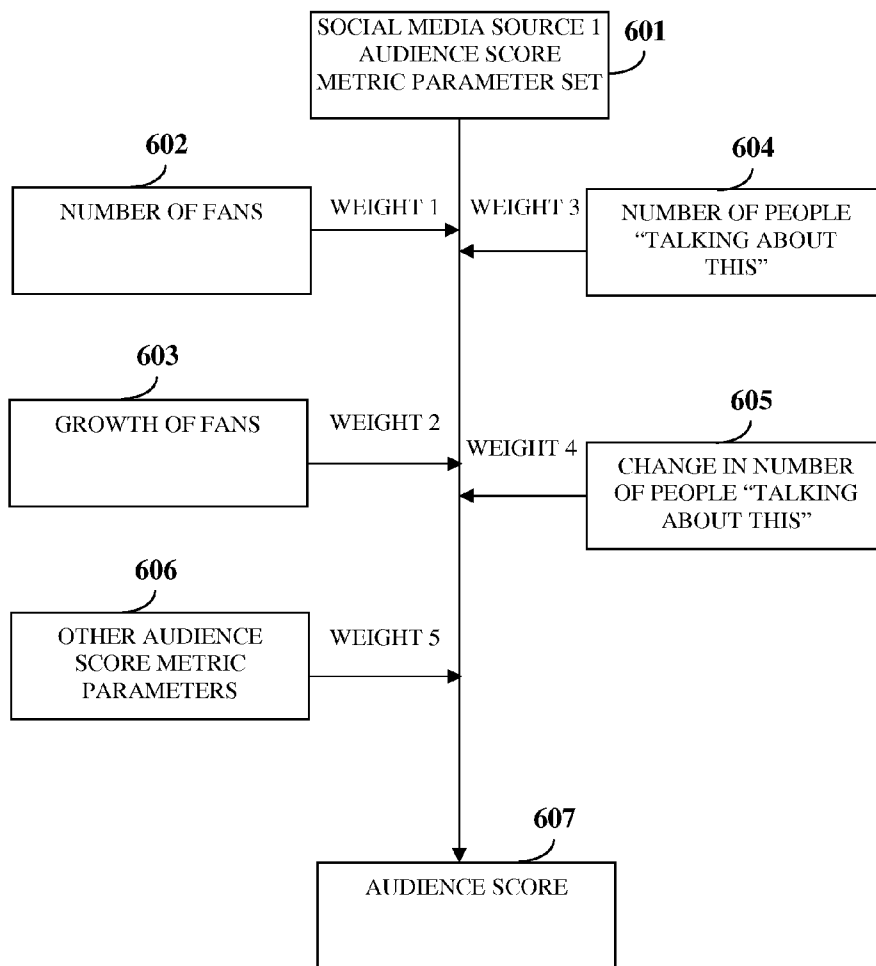 SOCIAL MEDIA SOURCE 1
AUDIENCE SCORE
METRIC PARAMETER SET
601
602
NUMBER OF FANS
WEIGHT 1
WEIGHT 3
604
NUMBER OF PEOPLE
“TALKING ABOUT
THIS”
603
GROWTH OF FANS
WEIGHT 2
WEIGHT 4
605
CHANGE IN NUMBER
OF PEOPLE “TALKING
ABOUT THIS”
606
OTHER AUDIENCE
SCORE METRIC
PARAMETERS
WEIGHT 5
607
AUDIENCE SCORE